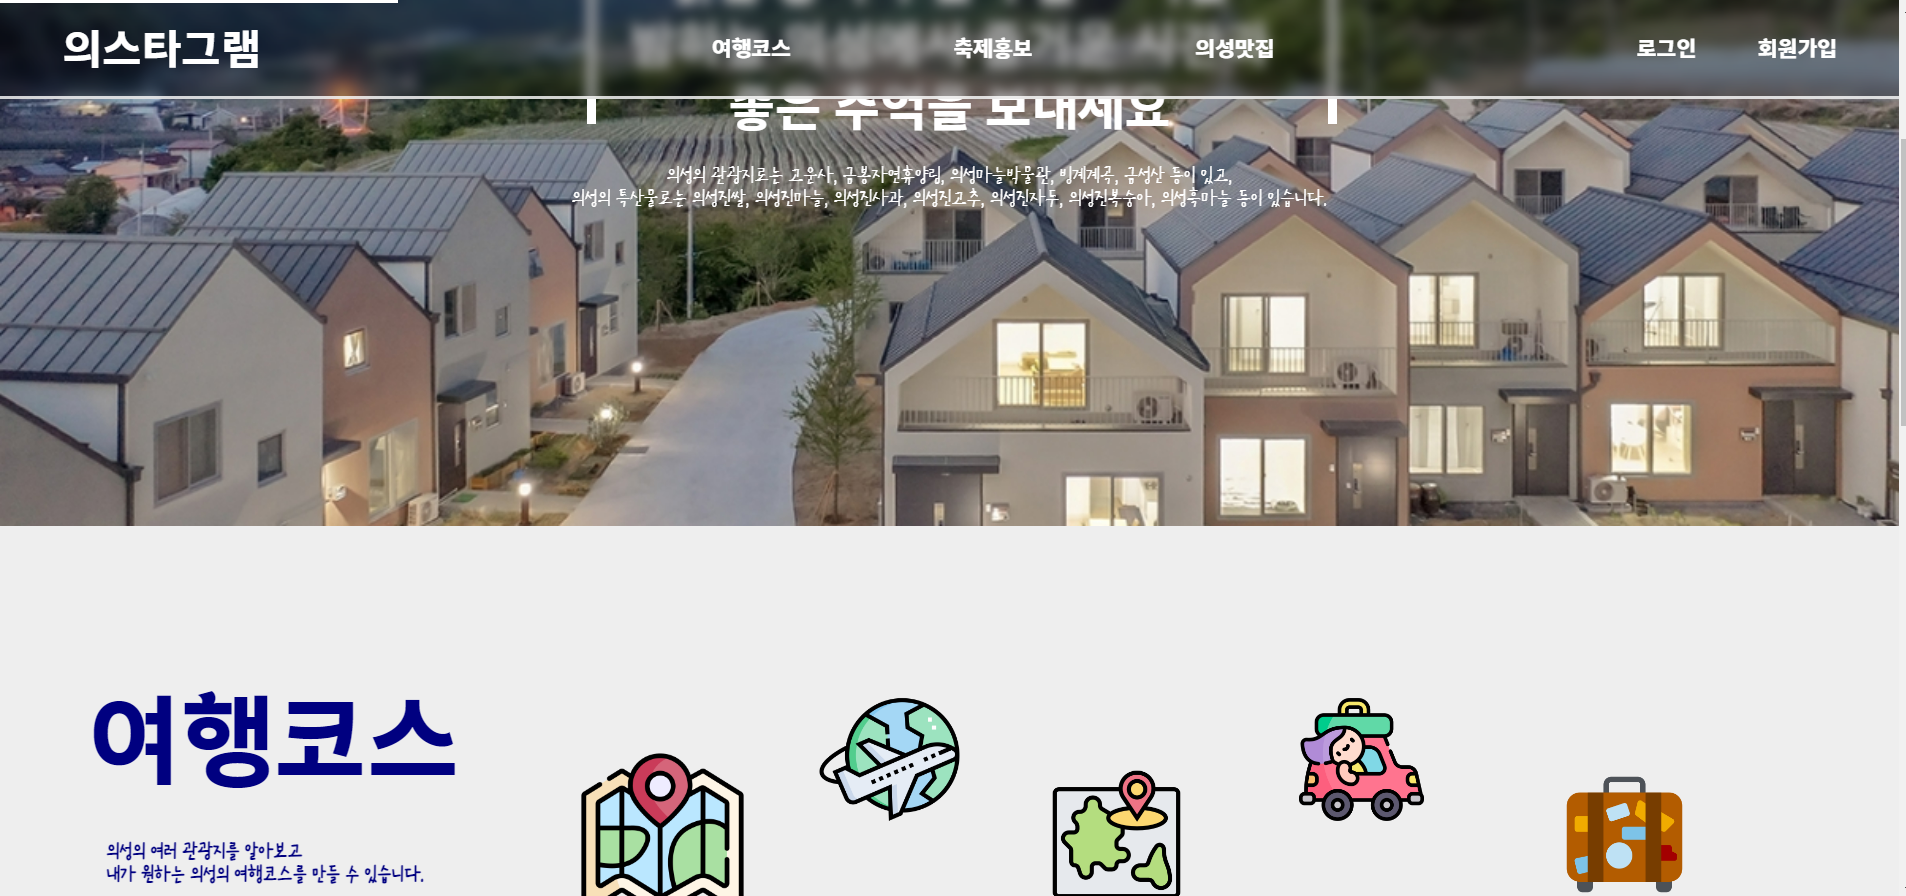 의스타그램 여행코스 축제홍보 의성맛집 로그인 회원가입
좋은 추억을 보내세요
의성의 관광지로는 고운사, 금봉자연휴양림, 의성마늘박물관, 빙계계곡, 금성산 등이 있고,
의성의 특산물로는 의성진쌀, 의성진마늘, 의성진사과, 의성진고추, 의성진자두, 의성진복숭아, 의성흑마늘 등이 있습니다.
여행코스
의성의 여러 관광지를 알아보고
내가 원하는 의성의 여행코스를 만들 수 있습니다.